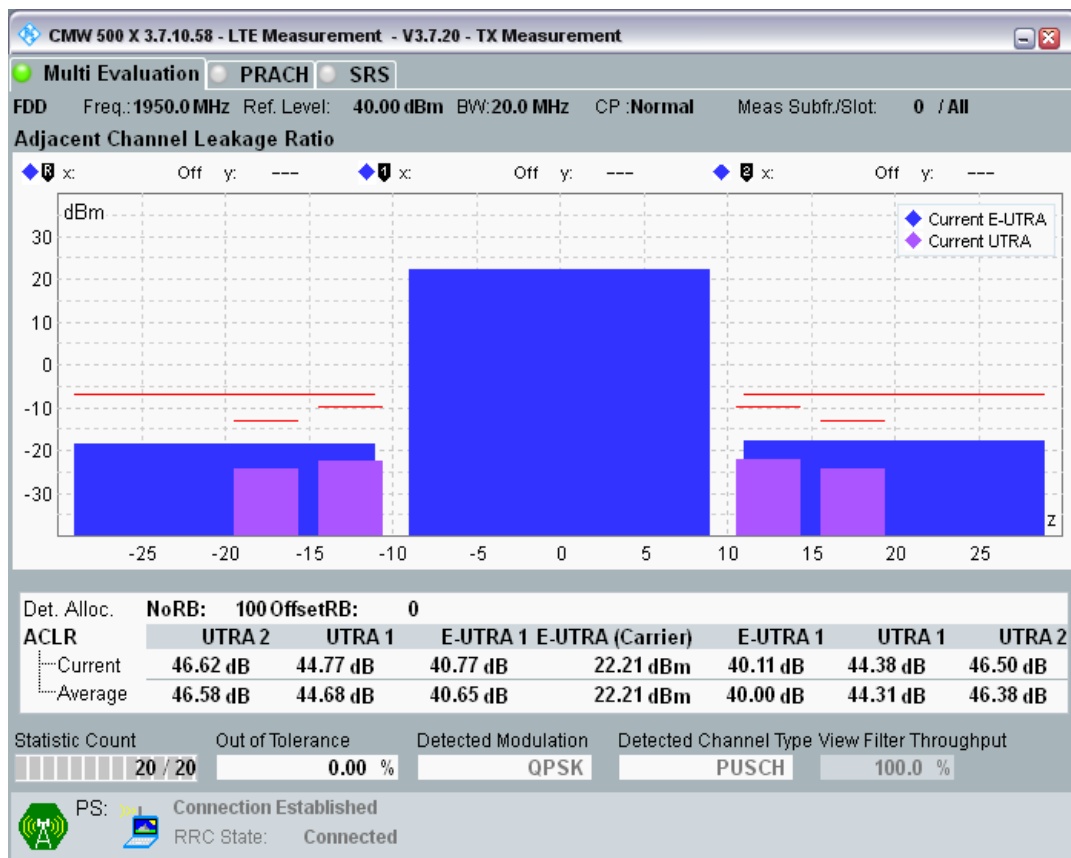 CMW 500 X 3.7.10.58 - LTE Measurement - V3.7.20 - TX Measurement
Multi Evaluation PRACH SRS
FDD Freq.:1950.0 MHz Ref. Level: 40.00 dBm BW:20.0 MHz CP :Normal Meas Subfr./Slot: 0 / All
Adjacent Channel Leakage Ratio
R x: Off y: --- 1 x: Off y: --- 2 x: Off y: ---
dBm
Current E-UTRA
Current UTRA
30
20
10
0
-10
-20
-30
z
-25 -20 -15 -10 -5 0 5 10 15 20 25
Det. Alloc. NoRB: 100 OffsetRB: 0
ACLR UTRA 2 UTRA 1 E-UTRA 1 E-UTRA (Carrier) E-UTRA 1 UTRA 1 UTRA 2
Current 46.62 dB 44.77 dB 40.77 dB 22.21 dBm 40.11 dB 44.38 dB 46.50 dB
Average 46.58 dB 44.68 dB 40.65 dB 22.21 dBm 40.00 dB 44.31 dB 46.38 dB
Statistic Count Out of Tolerance Detected Modulation Detected Channel Type View Filter Throughput
20 / 20 0.00 % QPSK PUSCH 100.0 %
PS: Connection Established
RRC State: Connected